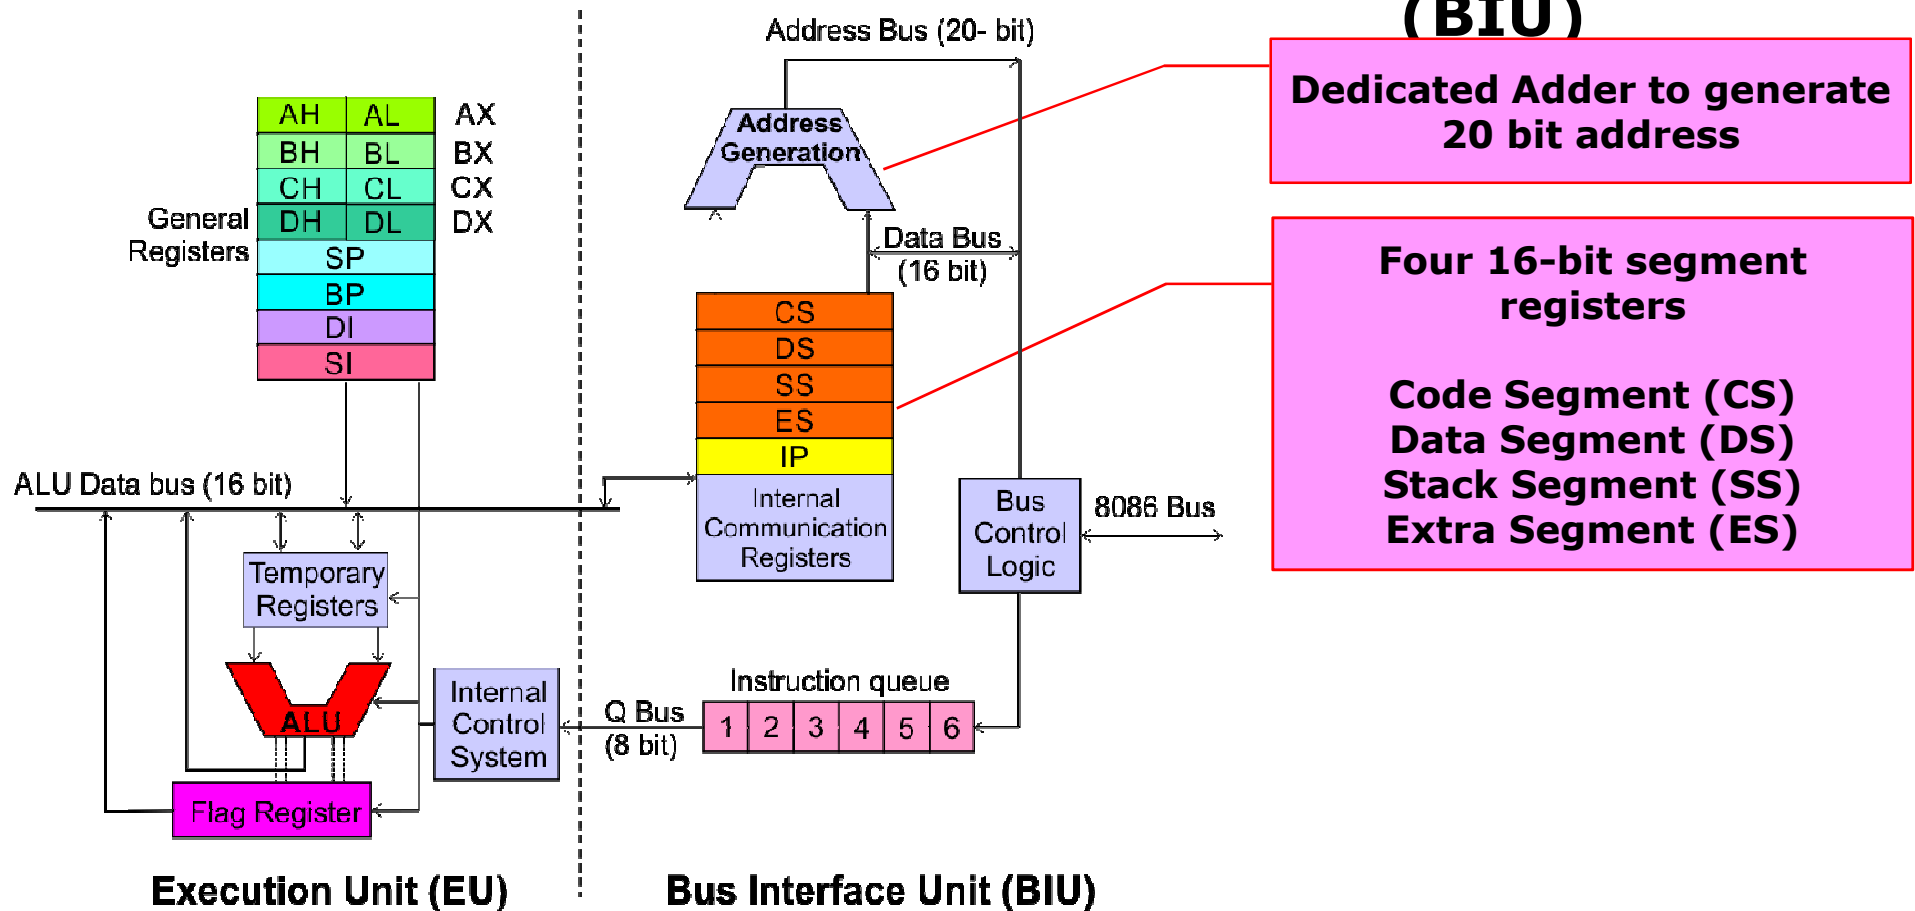 (BIU)
Address Bus (20- bit)
Dedicated Adder to generate
20 bit address
AH AL AX
BH BL BX
CH CL CX
DH DL DX
General
Registers
SP
BP
DI
SI
Address
Generation
Data Bus
(16 bit)
CS
DS
SS
ES
IP
Internal
Communication
Registers
Four 16-bit segment
registers
Code Segment (CS)
Data Segment (DS)
Stack Segment (SS)
Extra Segment (ES)
ALU Data bus (16 bit)
Bus
Control
Logic
8086 Bus
Temporary
Registers
ALU
Internal
Control
System
Q Bus
(8 bit)
Instruction queue
1 2 3 4 5 6
Flag Register
Execution Unit (EU)
Bus Interface Unit (BIU)